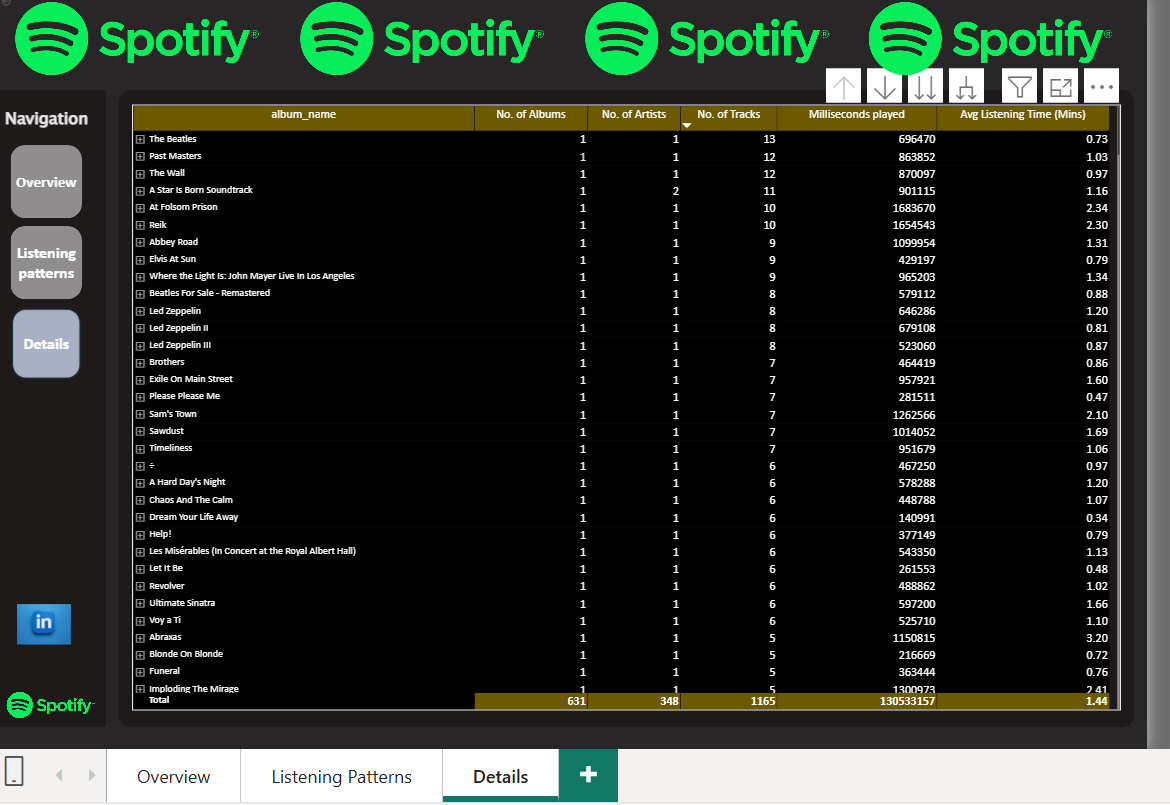 Spotify® Spotify® Spotify® Spotify®
Navigation
Overview
Listening
patterns
Details
in
Spotify
album_name No. of Albums No. of Artists No. of Tracks Milliseconds played Avg Listening Time (Mins)
The Beatles 1 1 13 696470 0.73
Past Masters 1 1 12 863852 1.03
The Wall 1 1 12 870097 0.97
A Star Is Born Soundtrack 1 2 11 901115 1.16
At Folsom Prison 1 1 10 1683670 2.34
Reik 1 1 10 1654543 2.30
Abbey Road 1 1 9 1099954 1.31
Elvis At Sun 1 1 9 429197 0.79
Where the Light Is: John Mayer Live In Los Angeles 1 1 9 965203 1.34
Beatles For Sale - Remastered 1 1 8 579112 0.88
Led Zeppelin 1 1 8 646286 1.20
Led Zeppelin II 1 1 8 679108 0.81
Led Zeppelin III 1 1 8 523060 0.87
Brothers 1 1 7 464419 0.86
Exile On Main Street 1 1 7 957921 1.60
Please Please Me 1 1 7 281511 0.47
Sam's Town 1 1 7 1262566 2.10
Sawdust 1 1 7 1014052 1.69
Timeliness 1 1 7 951679 1.06
÷ 1 1 6 467250 0.97
A Hard Day's Night 1 1 6 578288 1.20
Chaos And The Calm 1 1 6 448788 1.07
Dream Your Life Away 1 1 6 140991 0.34
Help! 1 1 6 377149 0.79
Les Misérables (In Concert at the Royal Albert Hall) 1 1 6 543350 1.13
Let It Be 1 1 6 261553 0.48
Revolver 1 1 6 488862 1.02
Ultimate Sinatra 1 1 6 597200 1.66
Voy a Ti 1 1 6 525710 1.10
Abraxas 1 1 5 1150815 3.20
Blonde On Blonde 1 1 5 216669 0.72
Funeral 1 1 5 363444 0.76
Imploding The Mirage 1 1 5 1300973 2.41
Total 631 348 1165 130533157 1.44
Overview Listening Patterns Details